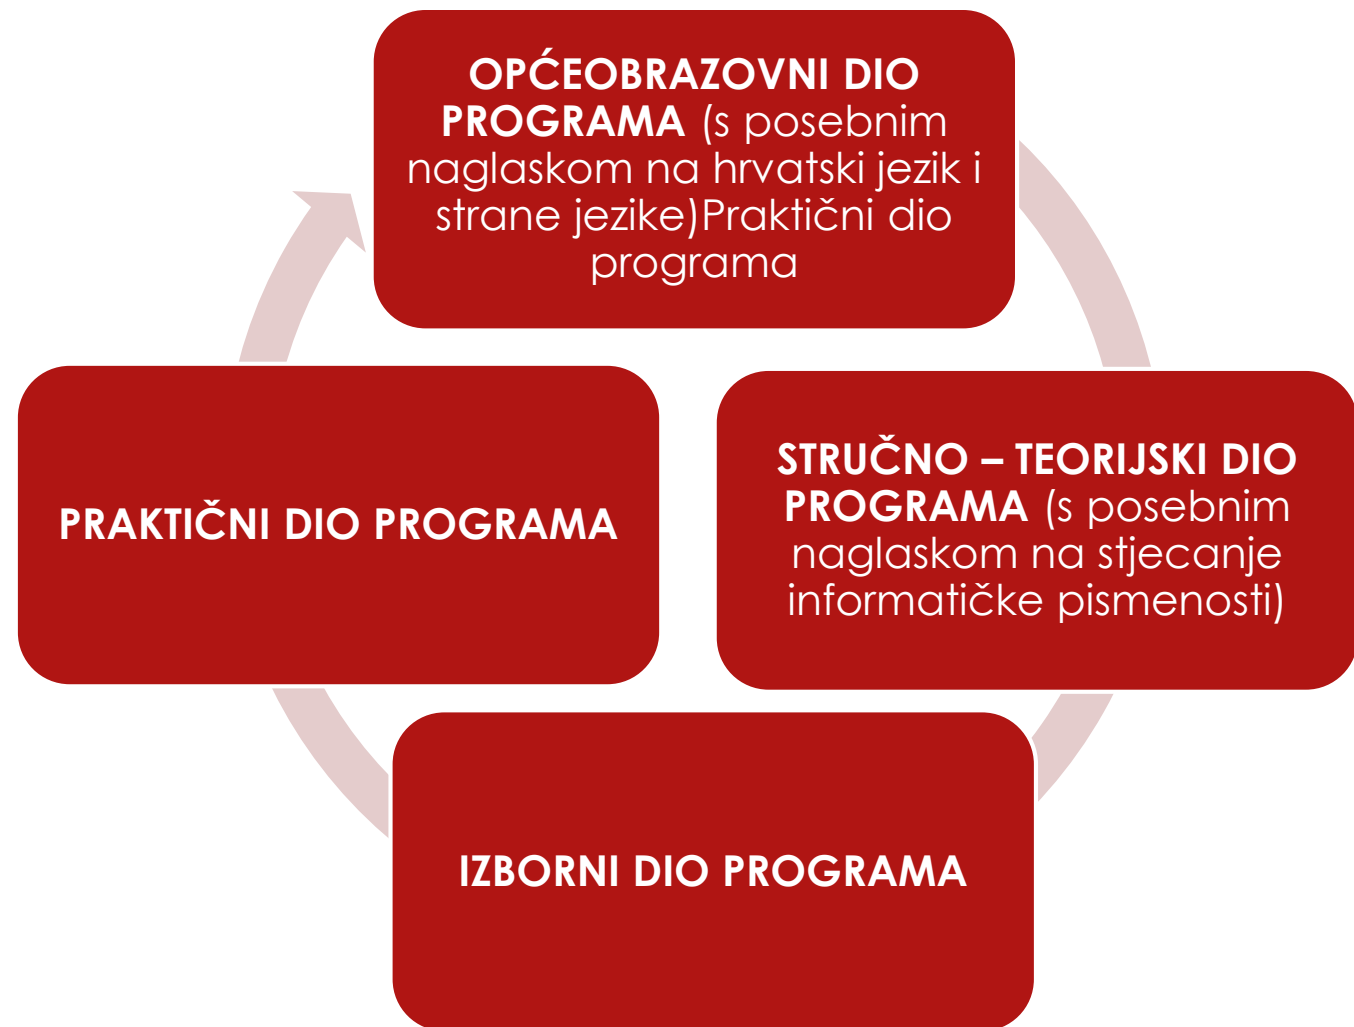 OPĆEOBRAZOVNI DIO
PROGRAMA (s posebnim
naglaskom na hrvatski jezik i
strane jezike)Praktični dio
programa
STRUČNO – TEORIJSKI DIO
PROGRAMA (s posebnim
naglaskom na stjecanje
informatičke pismenosti)
IZBORNI DIO PROGRAMA
PRAKTIČNI DIO PROGRAMA